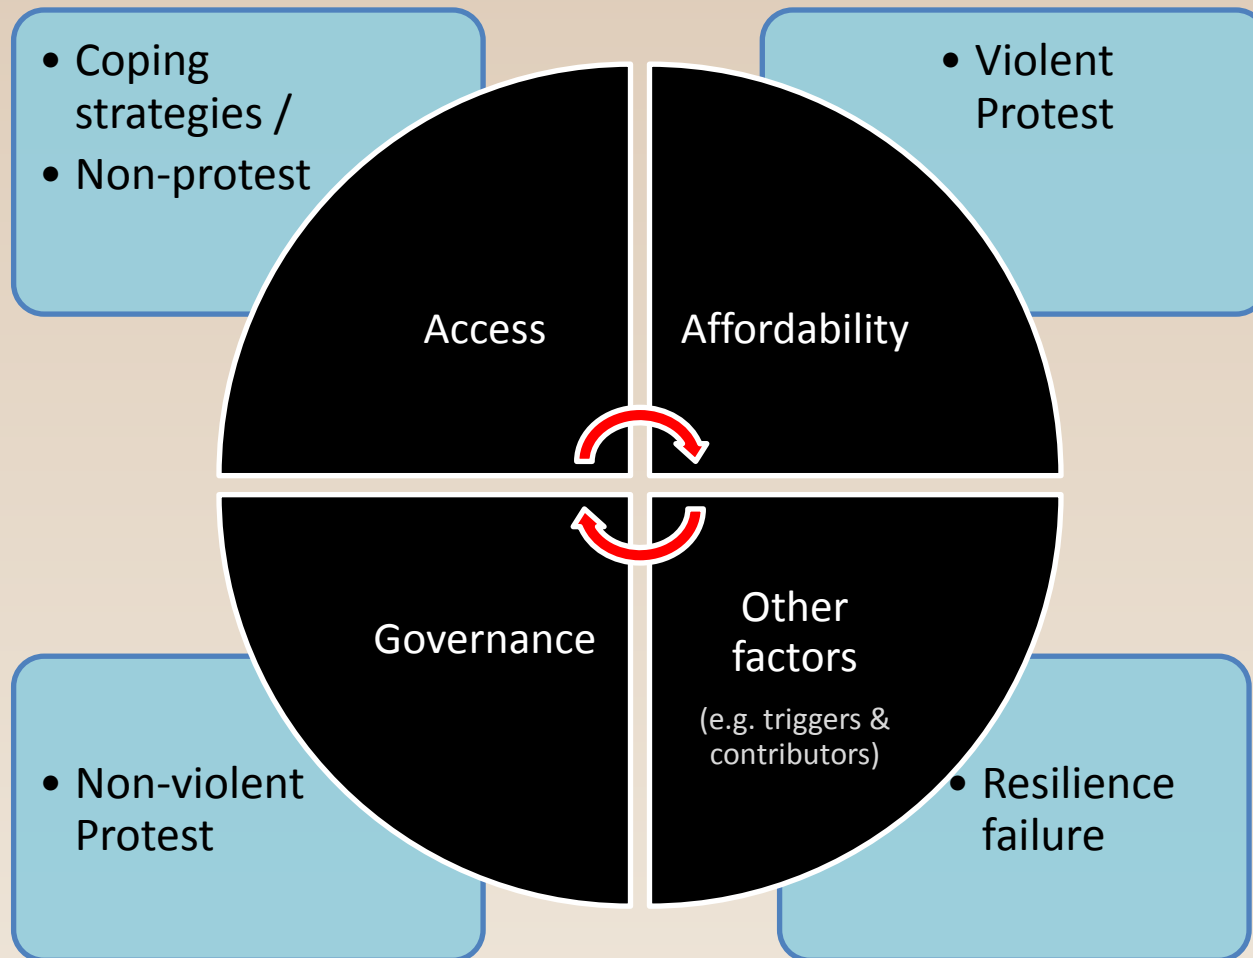 • Coping
strategies /
• Non-protest
• Violent
Protest
Access
Affordability
Governance
Other
factors
(e.g. triggers &
contributors)
• Non-violent
Protest
• Resilience
failure